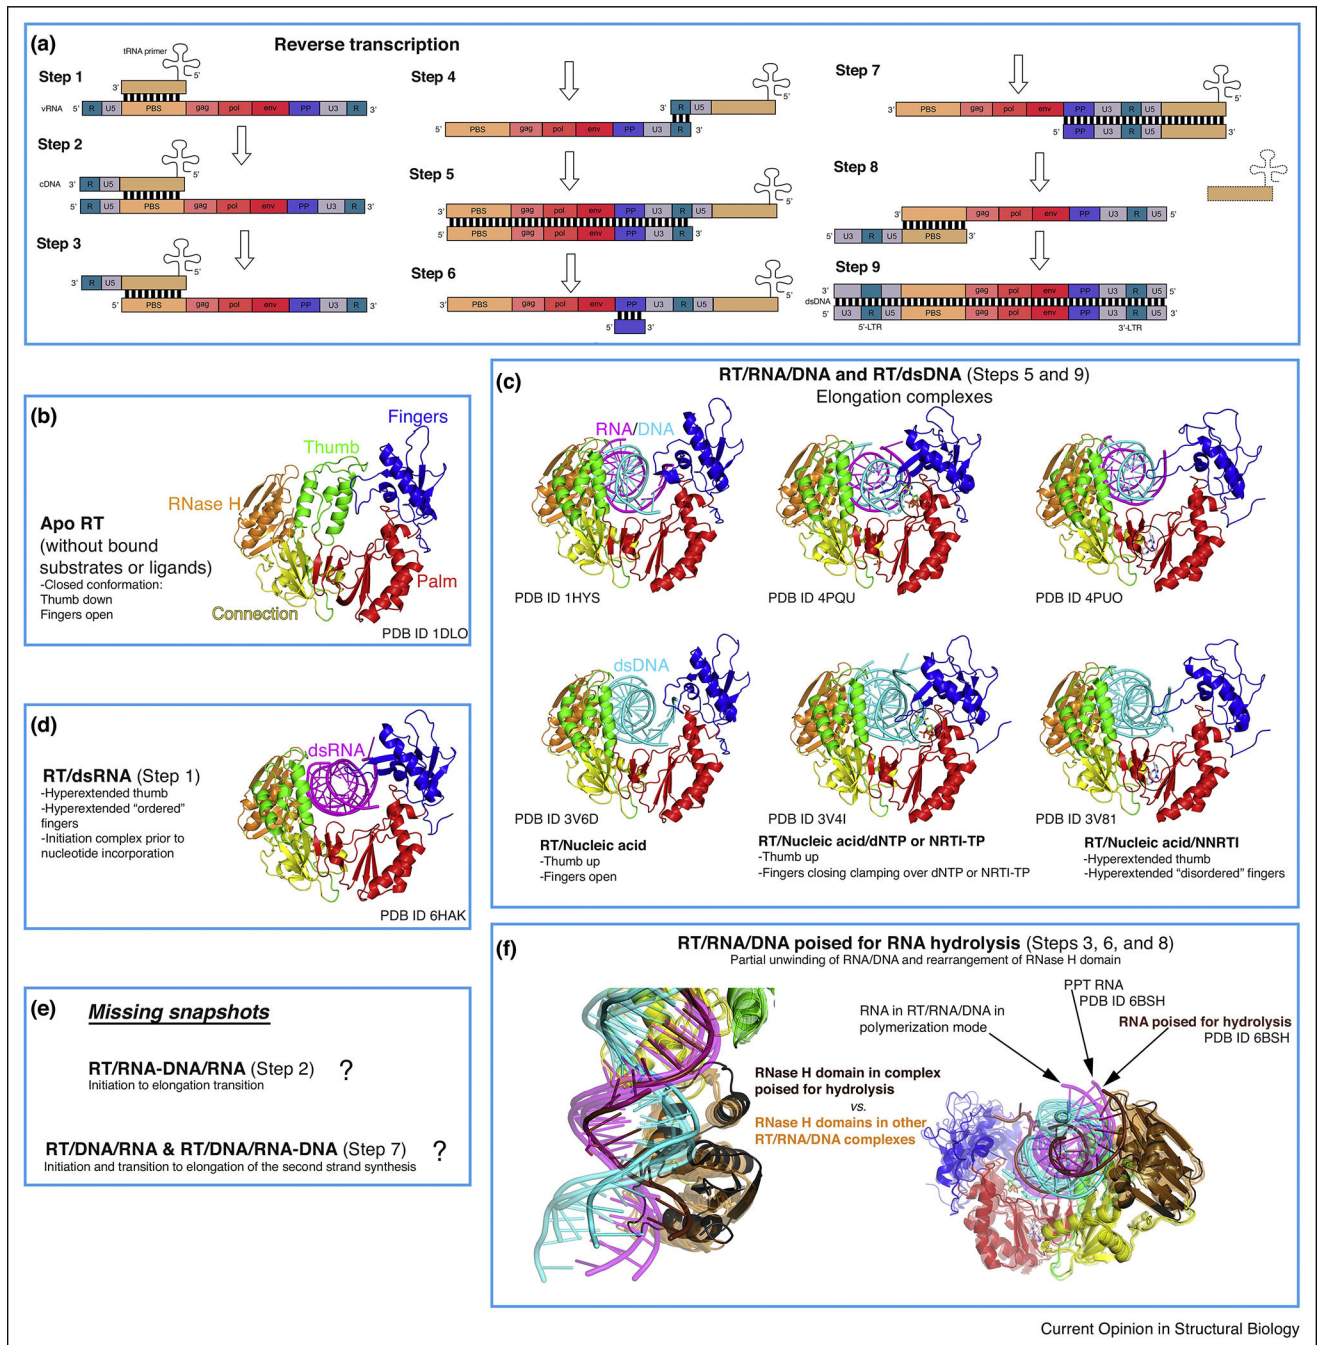 (a)
Reverse transcription
Step 1
tRNA primer
5'
3'
vRNA 5' R U5 PBS gag pol env PP U3 R 3'
Step 2
5'
cDNA 3' R U5
5' R U5 PBS gag pol env PP U3 R 3'
Step 3
5'
3' R U5
5' PBS gag pol env PP U3 R 3'
Step 4
5'
3' R U5
5' PBS gag pol env PP U3 R 3'
Step 5
5'
3' PBS gag pol env PP U3 R U5
5' PBS gag pol env PP U3 R 3'
Step 6
5'
3' PBS gag pol env PP U3 R U5
5' 3'
Step 7
5'
3' PBS gag pol env PP U3 R U5
5' PP U3 R U5 3'
Step 8
3' gag pol env PP U3 R U5 5'
5' U3 R U5 PBS 3'
Step 9
3' gag pol env PP U3 R U5 5'
dsDNA
5' U3 R U5 PBS gag pol env PP U3 R U5 3'
5'-LTR 3'-LTR
(b)
Fingers
Thumb
RNase H
Palm
Connection
Apo RT
(without bound
substrates or ligands)
-Closed conformation:
Thumb down
Fingers open
PDB ID 1DLO
(c)
RT/RNA/DNA and RT/dsDNA (Steps 5 and 9)
Elongation complexes
RNA/DNA
PDB ID 1HYS
PDB ID 4PQU
PDB ID 4PUO
dsDNA
PDB ID 3V6D
PDB ID 3V4I
PDB ID 3V81
RT/Nucleic acid
-Thumb up
-Fingers open
RT/Nucleic acid/dNTP or NRTI-TP
-Thumb up
-Fingers closing clamping over dNTP or NRTI-TP
RT/Nucleic acid/NNRTI
-Hyperextended thumb
-Hyperextended “disordered” fingers
(d)
dsRNA
RT/dsRNA (Step 1)
-Hyperextended thumb
-Hyperextended “ordered”
fingers
-Initiation complex prior to
nucleotide incorporation
PDB ID 6HAK
(e)
Missing snapshots
RT/RNA-DNA/RNA (Step 2) ?
Initiation to elongation transition
RT/DNA/RNA & RT/DNA/RNA-DNA (Step 7) ?
Initiation and transition to elongation of the second strand synthesis
(f)
RT/RNA/DNA poised for RNA hydrolysis (Steps 3, 6, and 8)
Partial unwinding of RNA/DNA and rearrangement of RNase H domain
PPT RNA
PDB ID 6BSH
RNA in RT/RNA/DNA in
polymerization mode
RNA poised for hydrolysis
PDB ID 6BSH
RNase H domain in complex
poised for hydrolysis
vs.
RNase H domains in other
RT/RNA/DNA complexes
Current Opinion in Structural Biology